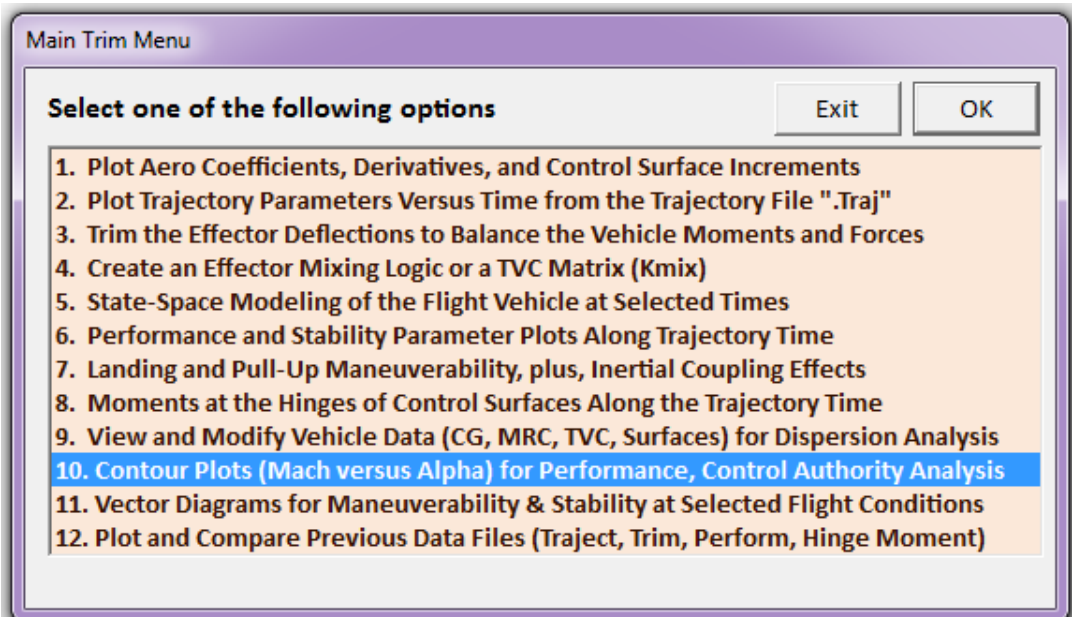 Main Trim Menu
Select one of the following options
Exit
OK
1. Plot Aero Coefficients, Derivatives, and Control Surface Increments
2. Plot Trajectory Parameters Versus Time from the Trajectory File ".Traj"
3. Trim the Effector Deflections to Balance the Vehicle Moments and Forces
4. Create an Effector Mixing Logic or a TVC Matrix (Kmix)
5. State-Space Modeling of the Flight Vehicle at Selected Times
6. Performance and Stability Parameter Plots Along Trajectory Time
7. Landing and Pull-Up Maneuverability, plus, Inertial Coupling Effects
8. Moments at the Hinges of Control Surfaces Along the Trajectory Time
9. View and Modify Vehicle Data (CG, MRC, TVC, Surfaces) for Dispersion Analysis
10. Contour Plots (Mach versus Alpha) for Performance, Control Authority Analysis
11. Vector Diagrams for Maneuverability & Stability at Selected Flight Conditions
12. Plot and Compare Previous Data Files (Traject, Trim, Perform, Hinge Moment)